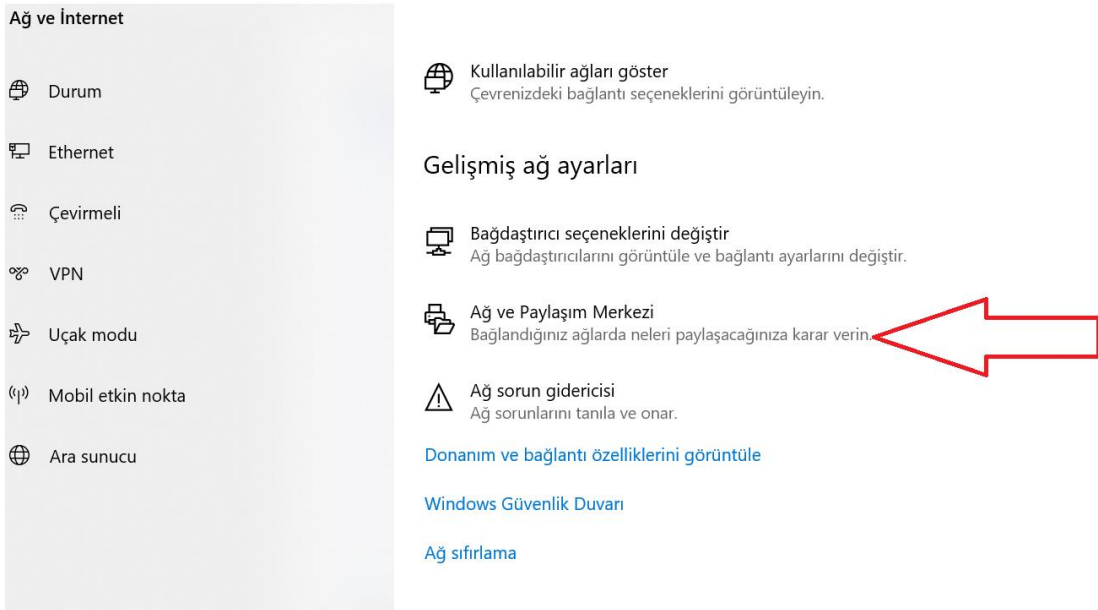 Ağ ve İnternet
Durum
Ethernet
Çevirmeli
VPN
Uçak modu
Mobil etkin nokta
Ara sunucu
Kullanılabilir ağları göster
Çevrenizdeki bağlantı seçeneklerini görüntüleyin.
Gelişmiş ağ ayarları
Bağdaştırıcı seçeneklerini değiştir
Ağ bağdaştırıcılarını görüntüle ve bağlantı ayarlarını değiştir.
Ağ ve Paylaşım Merkezi
Bağlandığınız ağlarda neleri paylaşacağınıza karar verin.
Ağ sorun gidericisi
Ağ sorunlarını tanıla ve onar.
Donanım ve bağlantı özelliklerini görüntüle
Windows Güvenlik Duvarı
Ağ sıfırlama